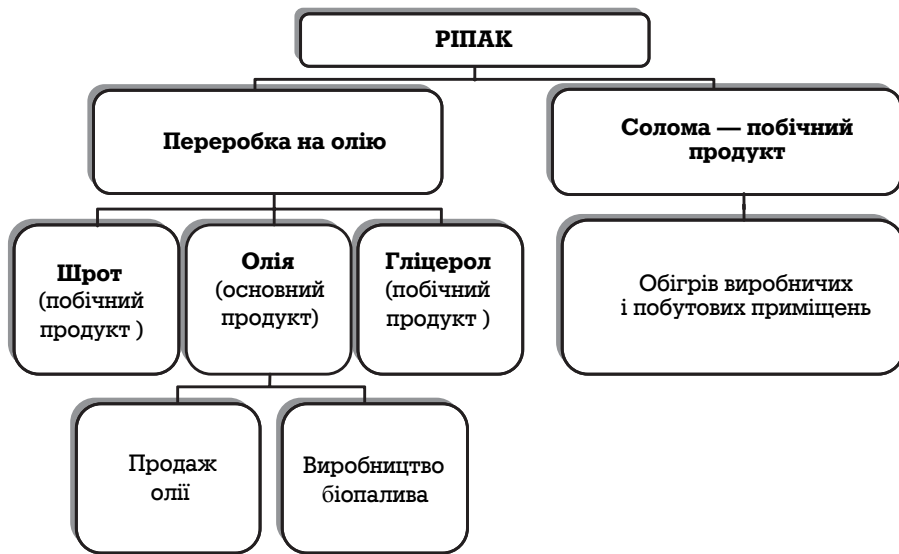 РІПАК
Переробка на олію
Солома — побічний
продукт
Шрот
(побічний
продукт )
Олія
(основний
продукт)
Гліцерол
(побічний
продукт )
Обігрів виробничих
і побутових приміщень
Продаж
олії
Виробництво
біопалива